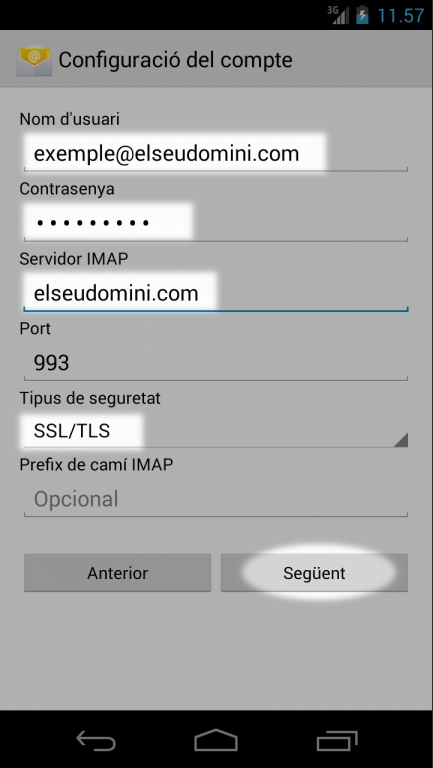 3G 11.57
Configuració del compte
Nom d'usuari
exemple@elseudomini.com
Contrasenya
•••••••••
Servidor IMAP
elseudomini.com
Port
993
Tipus de seguretat
SSL/TLS
Prefix de camí IMAP
Opcional
Anterior Següent